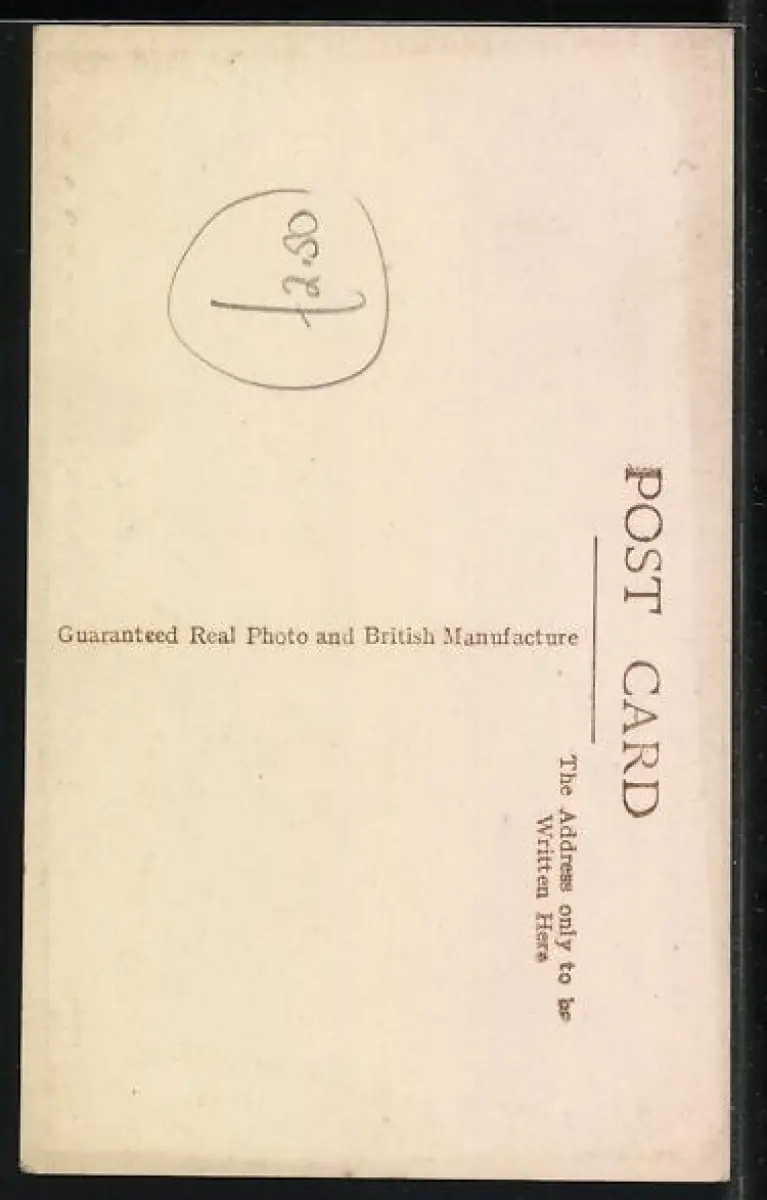 POST CARD
£2.80
Guaranteed Real Photo and British Manufacture
The Address only to be
Written Here